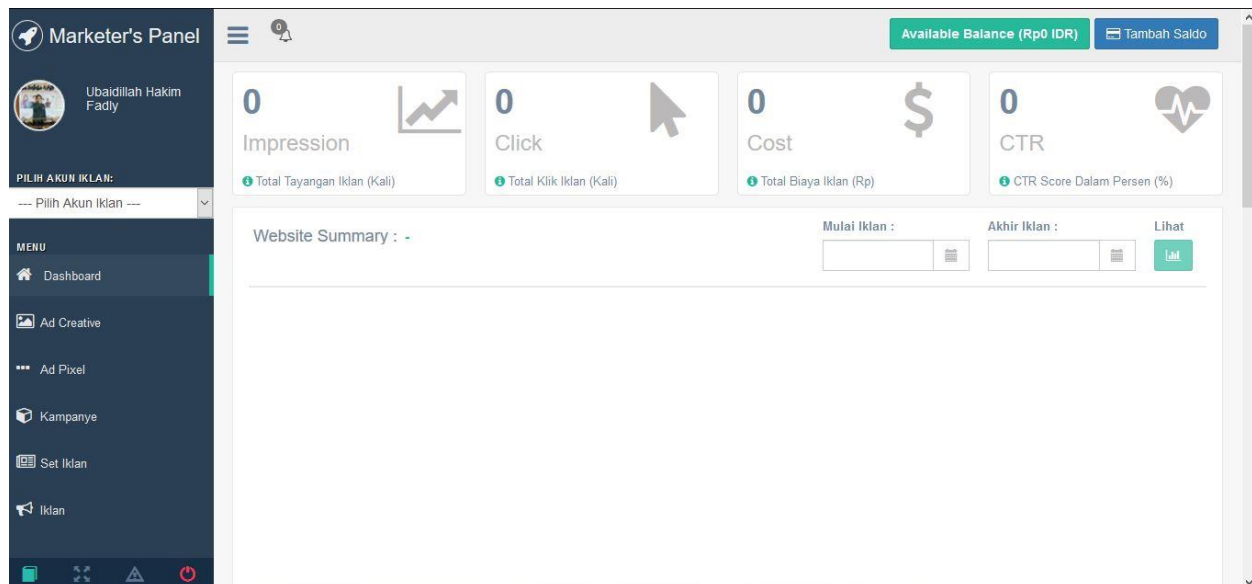 Marketer's Panel
0
Available Balance (Rp0 IDR)
Tambah Saldo
Ubaidillah Hakim
Fadly
PILIH AKUN IKLAN:
--- Pilih Akun Iklan ---
MENU
Dashboard
Ad Creative
Ad Pixel
Kampanye
Set Iklan
Iklan
0
Impression
Total Tayangan Iklan (Kali)
0
Click
Total Klik Iklan (Kali)
0
Cost
Total Biaya Iklan (Rp)
0
CTR
CTR Score Dalam Persen (%)
Website Summary : -
Mulai Iklan :
Akhir Iklan :
Lihat